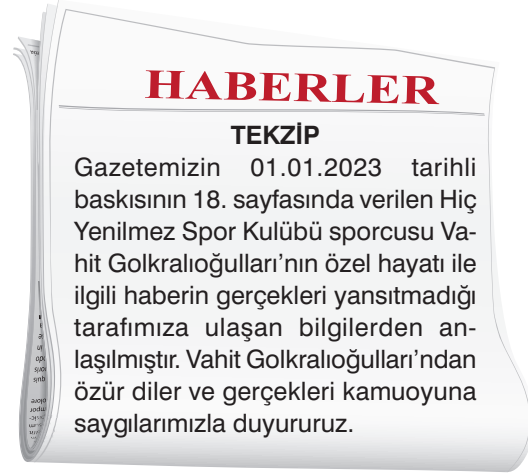 HABERLER
TEKZİP
Gazetemizin 01.01.2023 tarihli
baskısının 18. sayfasında verilen Hiç
Yenilmez Spor Kulübü sporcusu Va-
hit Golkralıoğulları'nın özel hayatı ile
ilgili haberin gerçekleri yansıtmadığı
tarafımıza ulaşan bilgilerden an-
laşılmıştır. Vahit Golkralıoğulları'ndan
özür diler ve gerçekleri kamuoyuna
saygılarımızla duyururuz.